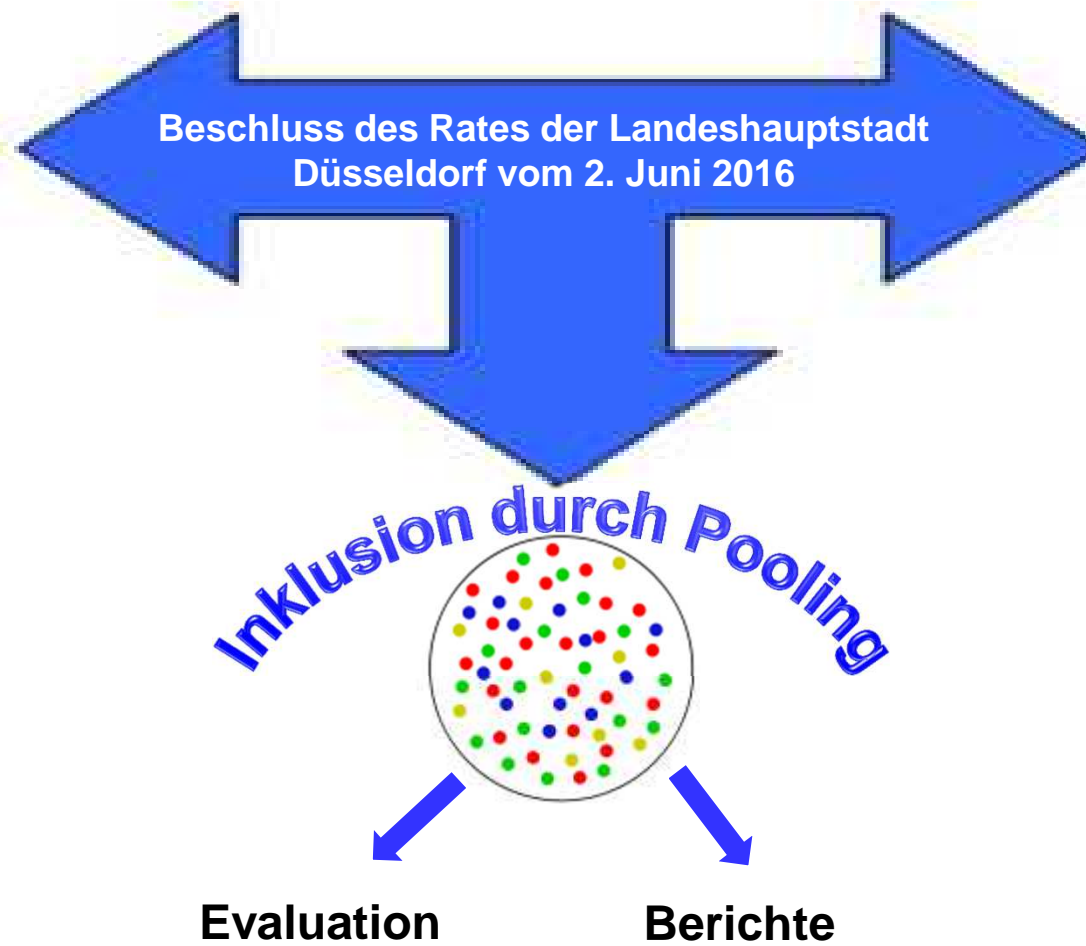 Beschluss des Rates der Landeshauptstadt
Düsseldorf vom 2. Juni 2016
Inklusion durch Pooling
Evaluation
Berichte